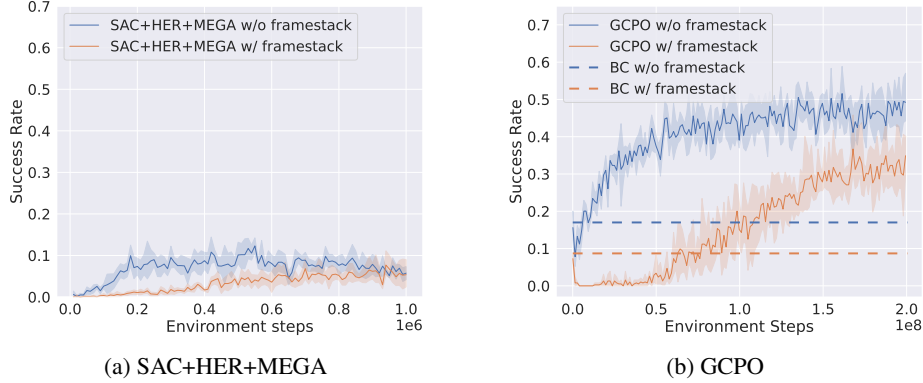 SAC+HER+MEGA w/o framestack
SAC+HER+MEGA w/ framestack
Success Rate
0.7
0.6
0.5
0.4
0.3
0.2
0.1
0.0
0.0 0.2 0.4 0.6 0.8 1.0
1e6
Environment steps
(a) SAC+HER+MEGA
GCPO w/o framestack
GCPO w/ framestack
BC w/o framestack
BC w/ framestack
Success Rate
0.7
0.6
0.5
0.4
0.3
0.2
0.1
0.0
0.0 0.5 1.0 1.5 2.0
1e8
Environment Steps
(b) GCPO